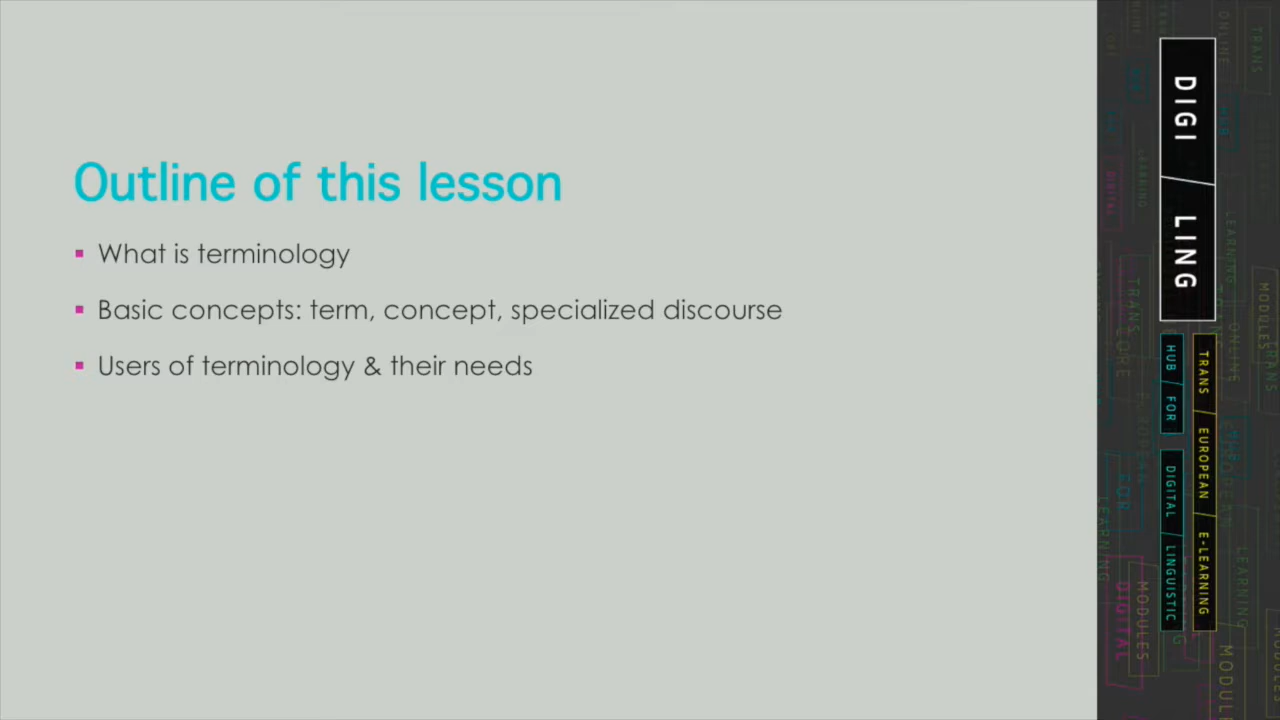 Outline of this lesson
What is terminology
Basic concepts: term, concept, specialized discourse
Users of terminology & their needs
DIGI / LING
TRANS / EUROPEAN / E-LEARNING
HUB / FOR DIGITAL / LINGUISTIC